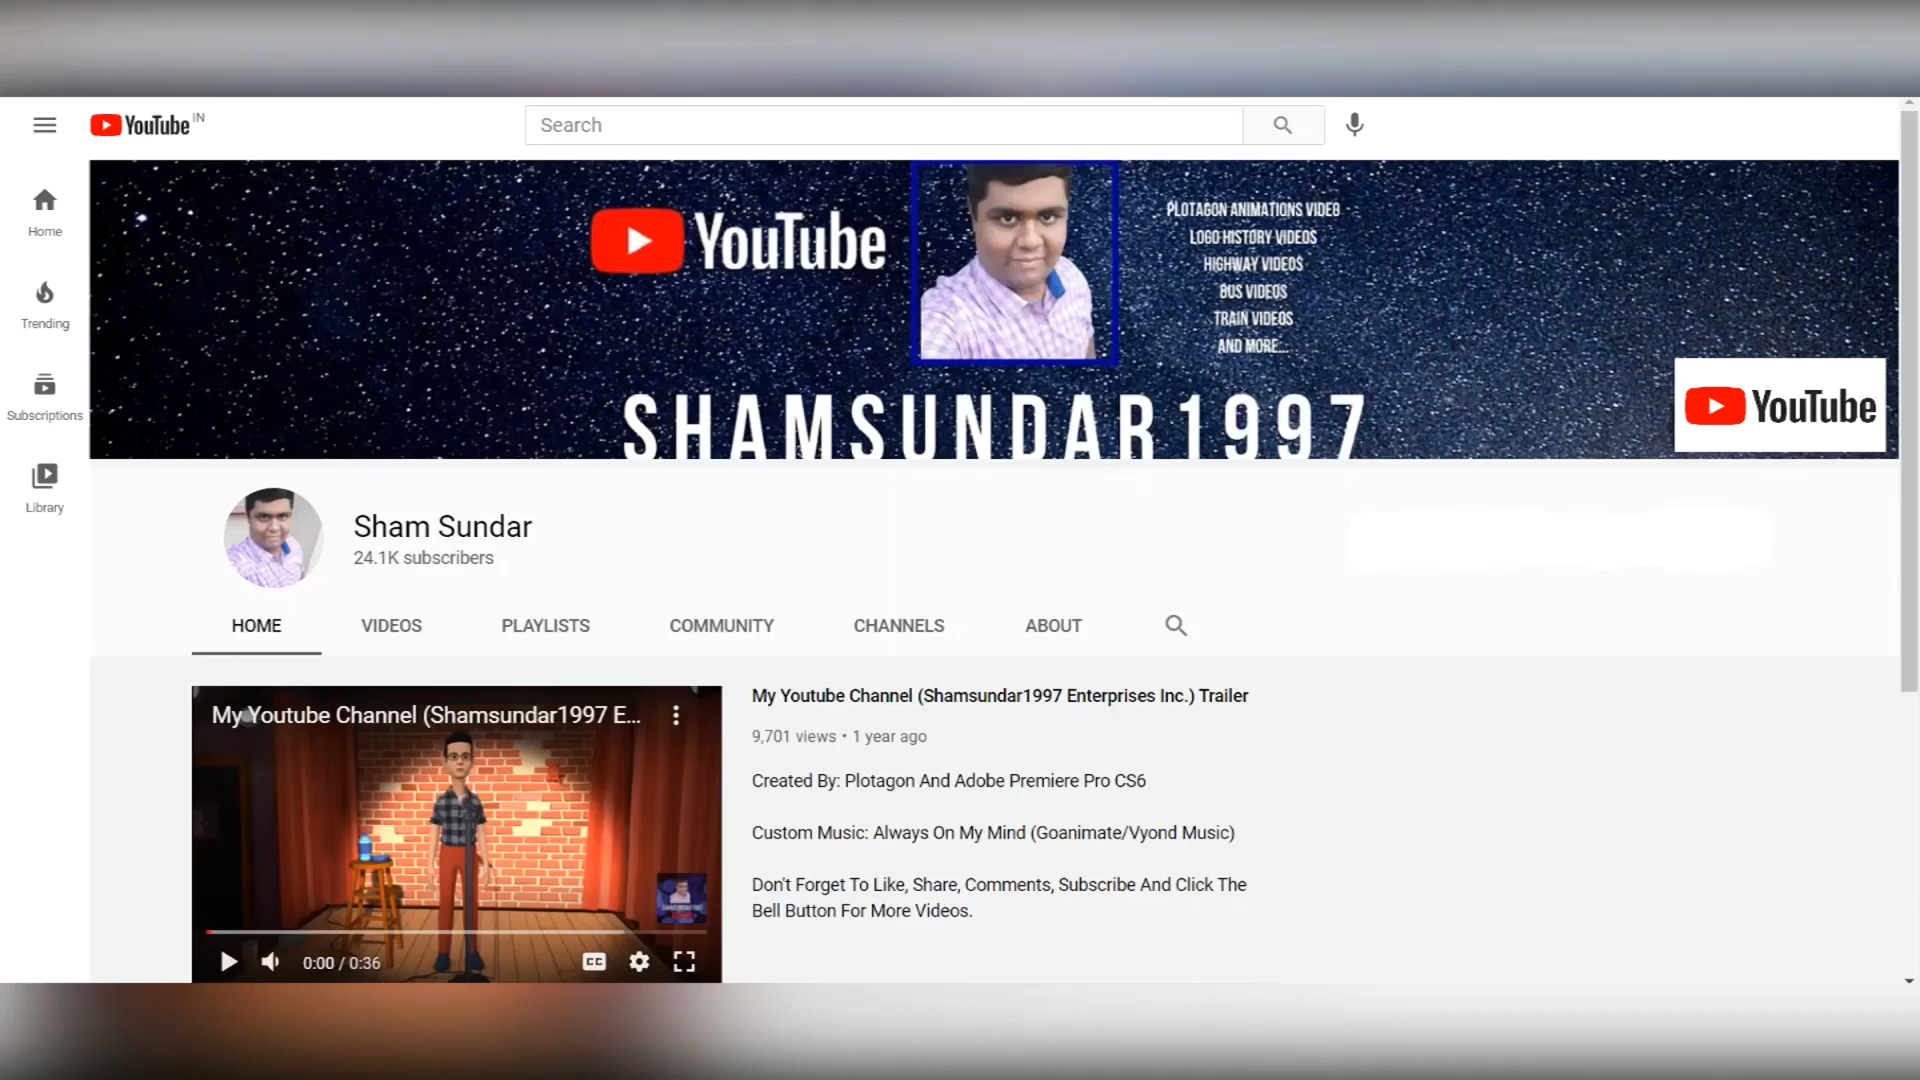 YouTube IN
Search
Home
Trending
Subscriptions
Library
YouTube
PLOTAGON ANIMATIONS VIDEO
LOGO HISTORY VIDEOS
HIGHWAY VIDEOS
BUS VIDEOS
TRAIN VIDEOS
AND MORE...
SHAMSUNDAR1997
YouTube
Sham Sundar
24.1K subscribers
HOME VIDEOS PLAYLISTS COMMUNITY CHANNELS ABOUT
My Youtube Channel (Shamsundar1997 E...
0:00 / 0:36
CC
My Youtube Channel (Shamsundar1997 Enterprises Inc.) Trailer
9,701 views • 1 year ago
Created By: Plotagon And Adobe Premiere Pro CS6
Custom Music: Always On My Mind (Goanimate/Vyond Music)
Don't Forget To Like, Share, Comments, Subscribe And Click The
Bell Button For More Videos.